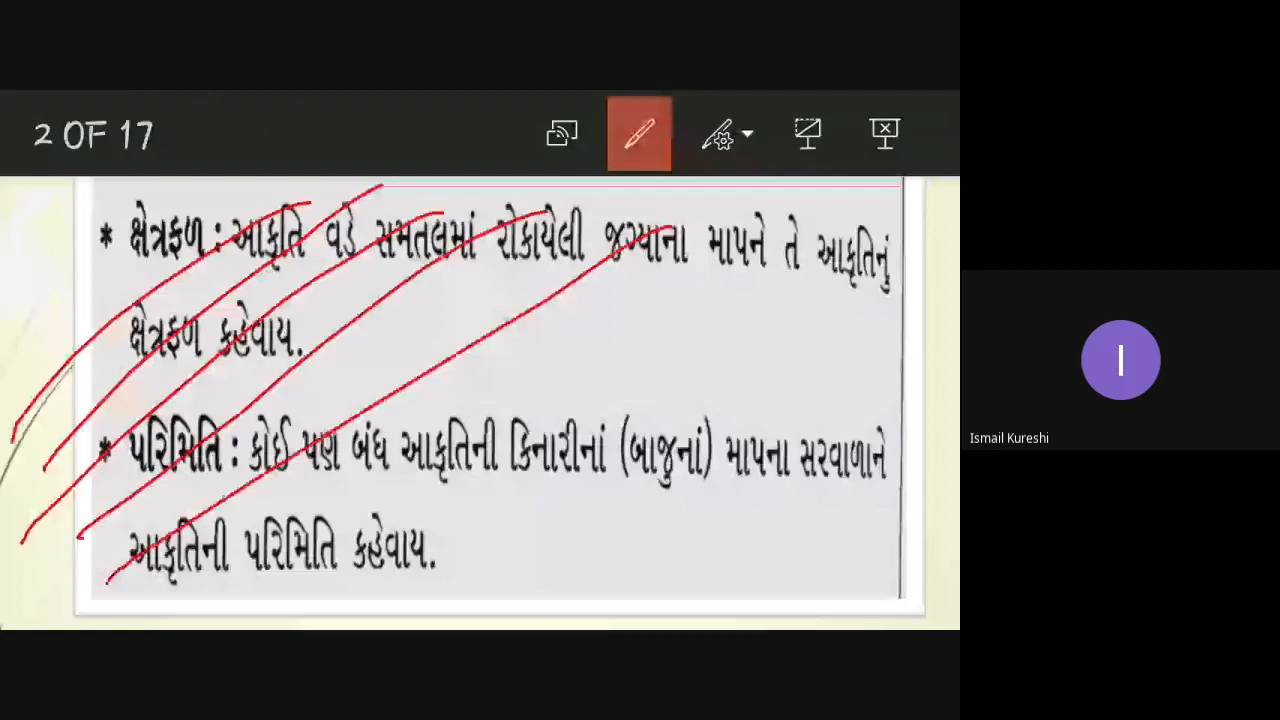 2 OF 17
* ક્ષેત્રફળ : આકૃતિ વડે સમતલમાં રોકાયેલી જગ્યાના માપને તે આકૃતિનું
ક્ષેત્રફળ કહેવાય.
* પરિમિતિ : કોઈ પણ બંધ આકૃતિની કિનારીનાં (બાજુનાં) માપના સરવાળાને
આકૃતિની પરિમિતિ કહેવાય.
I
Ismail Kureshi